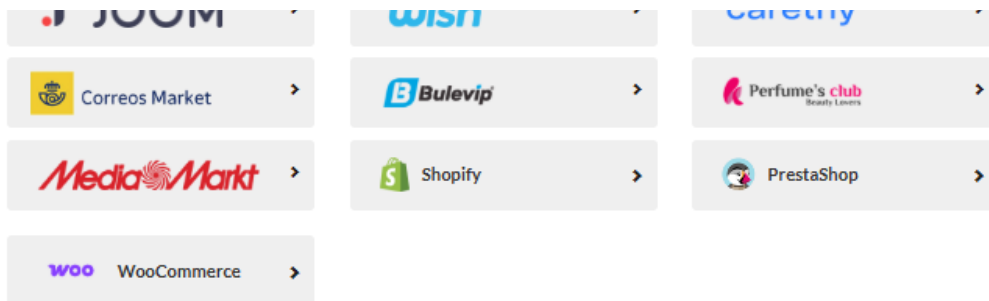 JOOM
wish
carethy
Correos Market
Bulevip
Perfume's club
Beauty Lovers
MediaMarkt
Shopify
PrestaShop
woo WooCommerce